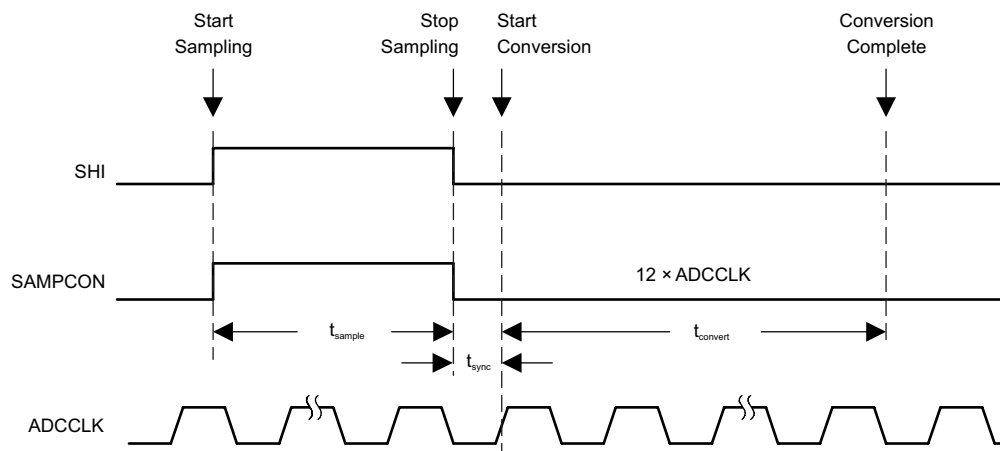 Start
Sampling
Stop
Sampling
Start
Conversion
Conversion
Complete
SHI
SAMPCON
12 × ADCCLK
tsample
tconvert
tsync
ADCCLK